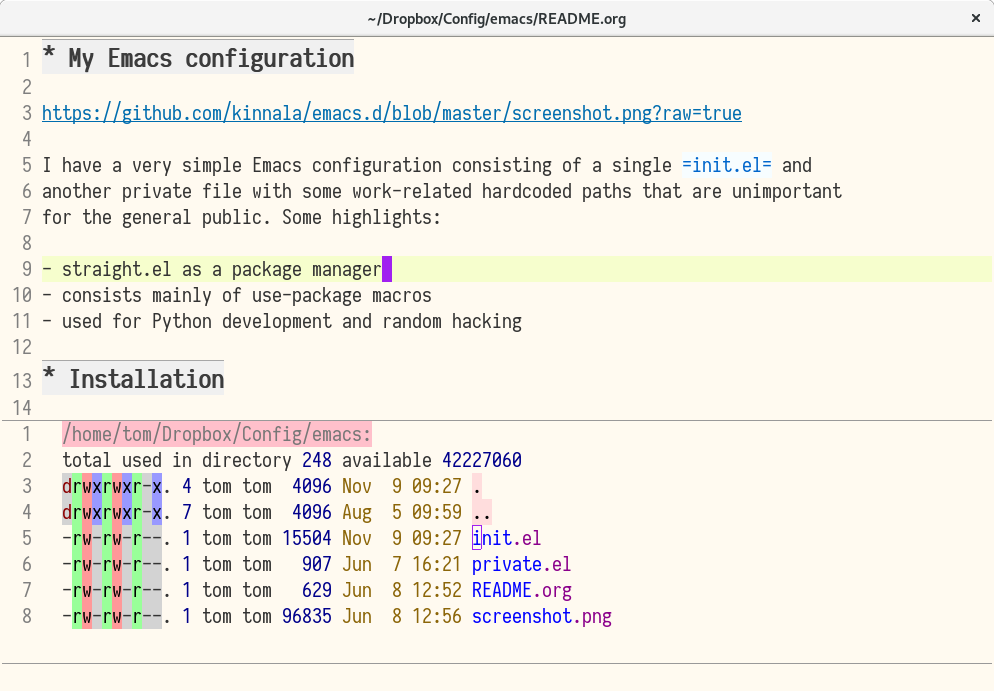 ~/Dropbox/Config/emacs/README.org ×
1 * My Emacs configuration
2
3 https://github.com/kinnala/emacs.d/blob/master/screenshot.png?raw=true
4
5 I have a very simple Emacs configuration consisting of a single =init.el= and
6 another private file with some work-related hardcoded paths that are unimportant
7 for the general public. Some highlights:
8
9 - straight.el as a package manager
10 - consists mainly of use-package macros
11 - used for Python development and random hacking
12
13 * Installation
14
1 /home/tom/Dropbox/Config/emacs:
2 total used in directory 248 available 42227060
3 drwxrwxr-x. 4 tom tom 4096 Nov 9 09:27 .
4 drwxrwxr-x. 7 tom tom 4096 Aug 5 09:59 ..
5 -rw-rw-r--. 1 tom tom 15504 Nov 9 09:27 init.el
6 -rw-rw-r--. 1 tom tom 907 Jun 7 16:21 private.el
7 -rw-rw-r--. 1 tom tom 629 Jun 8 12:52 README.org
8 -rw-rw-r--. 1 tom tom 96835 Jun 8 12:56 screenshot.png